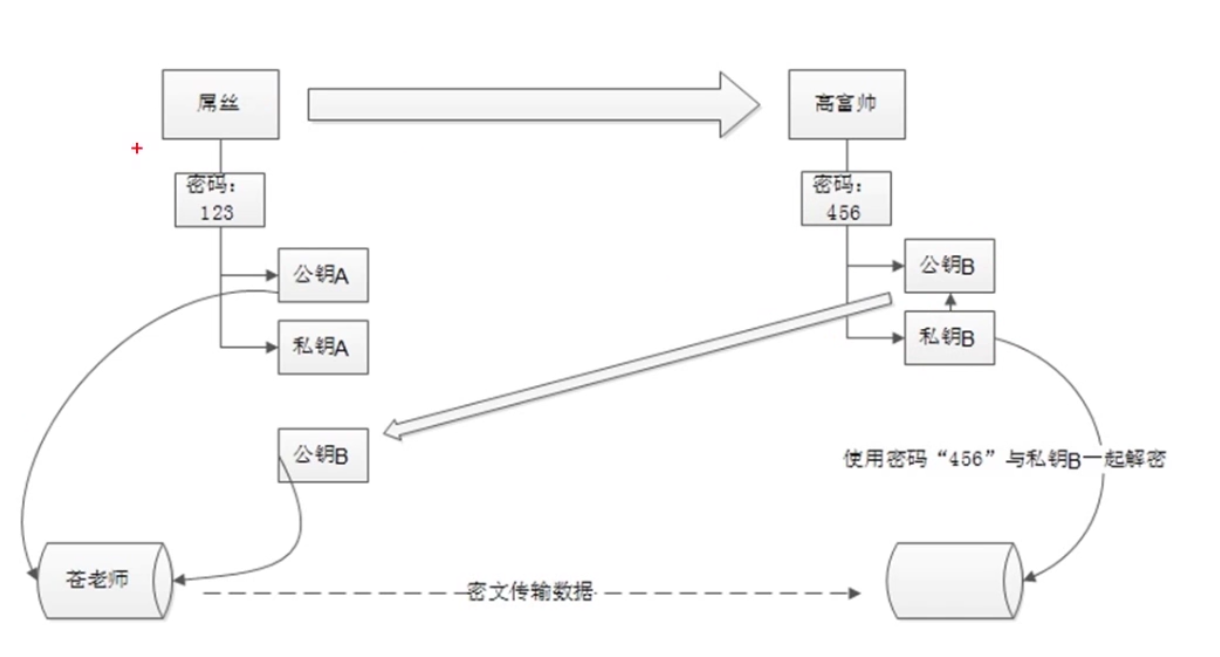 屌丝
高富帅
密码：
123
密码：
456
公钥A
公钥B
私钥A
私钥B
公钥B
使用密码“456”与私钥B一起解密
苍老师
密文传输数据